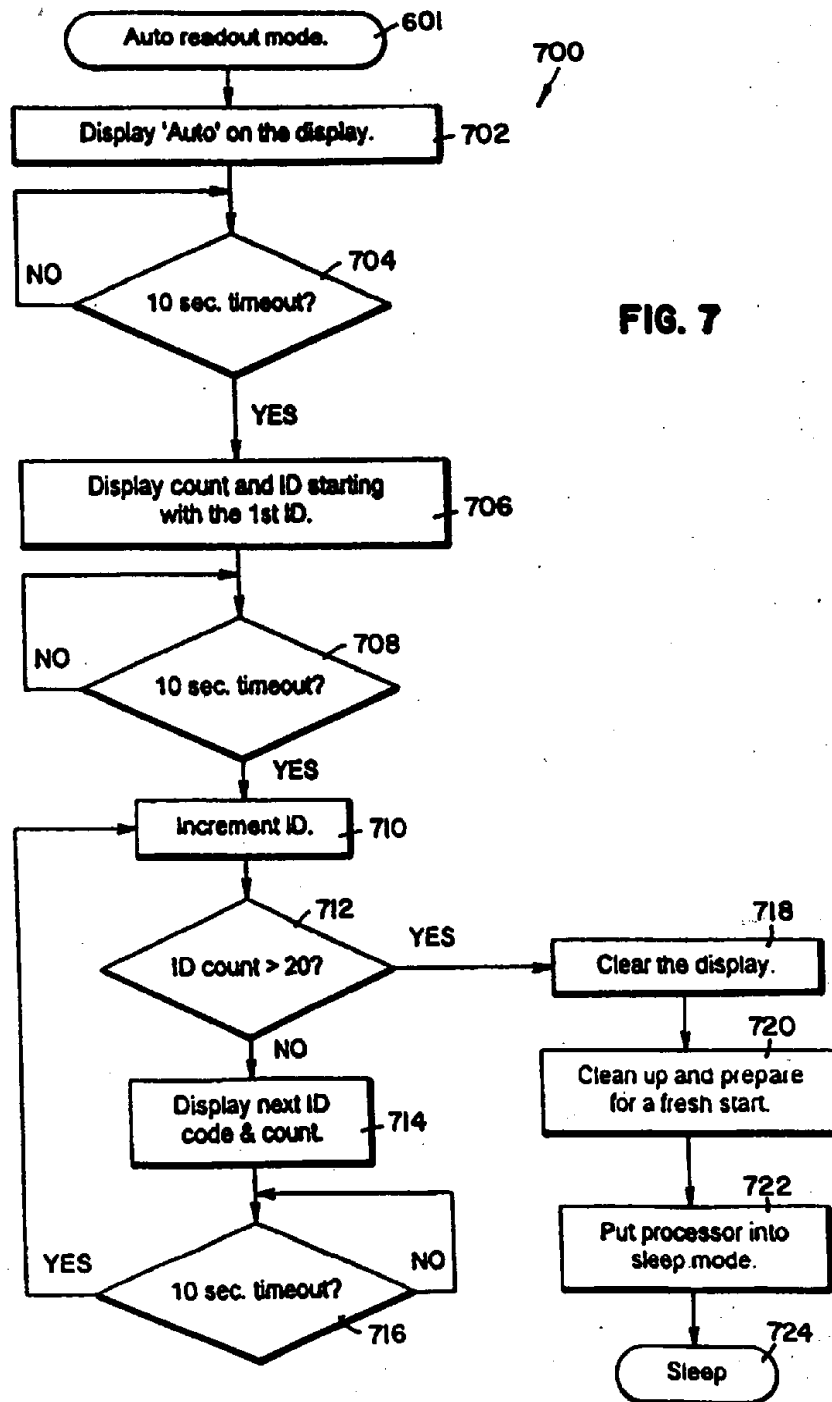 Auto readout mode.
601
700
Display 'Auto' on the display.
702
704
NO
10 sec. timeout?
FIG. 7
YES
Display count and ID starting
with the 1st ID.
706
708
NO
10 sec. timeout?
YES
Increment ID.
710
712
ID count > 20?
YES
718
Clear the display.
NO
720
Clean up and prepare
for a fresh start.
Display next ID
code & count.
714
722
Put processor into
sleep mode.
YES
10 sec. timeout?
NO
716
724
Sleep